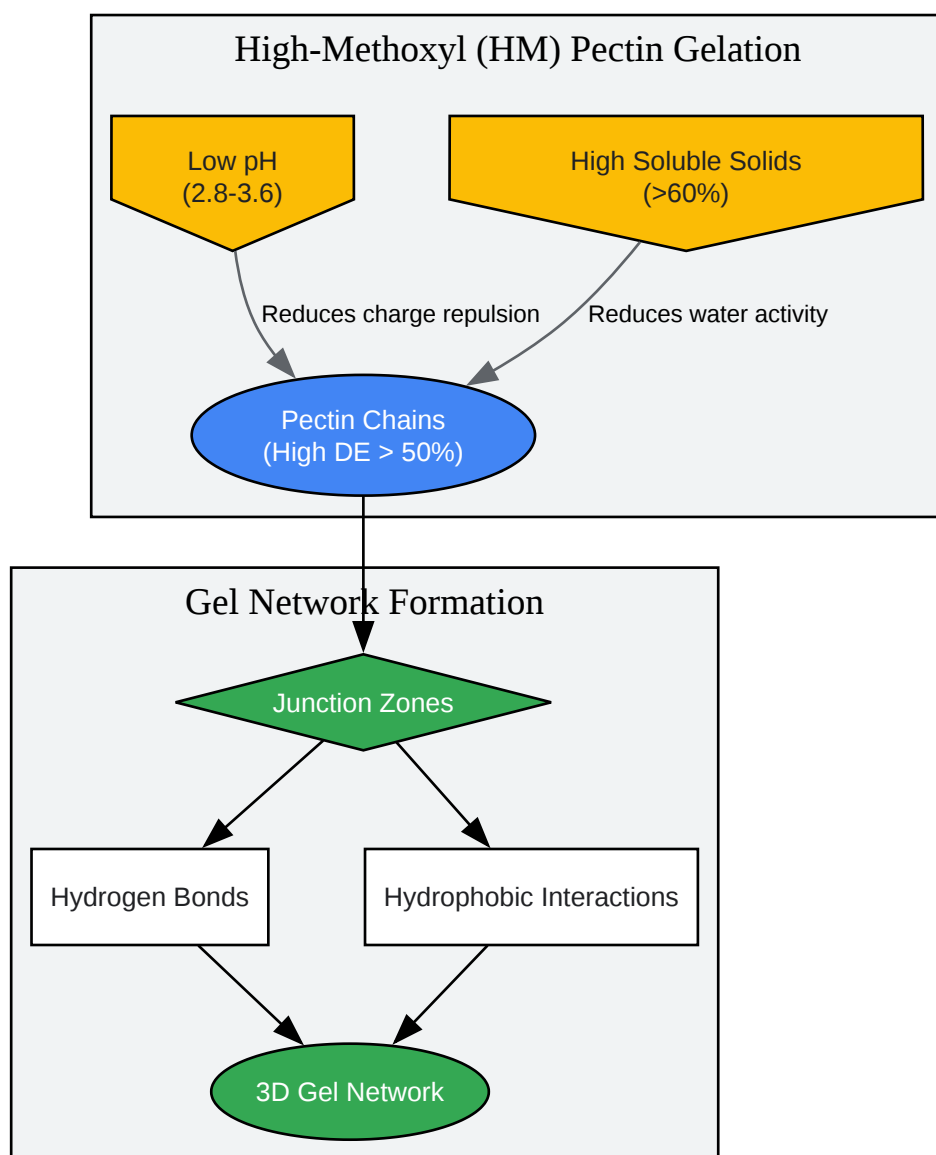 High-Methoxyl (HM) Pectin Gelation
Low pH
(2.8-3.6)
High Soluble Solids
(>60%)
Reduces charge repulsion
Reduces water activity
Pectin Chains
(High DE > 50%)
Gel Network Formation
Junction Zones
Hydrogen Bonds
Hydrophobic Interactions
3D Gel Network